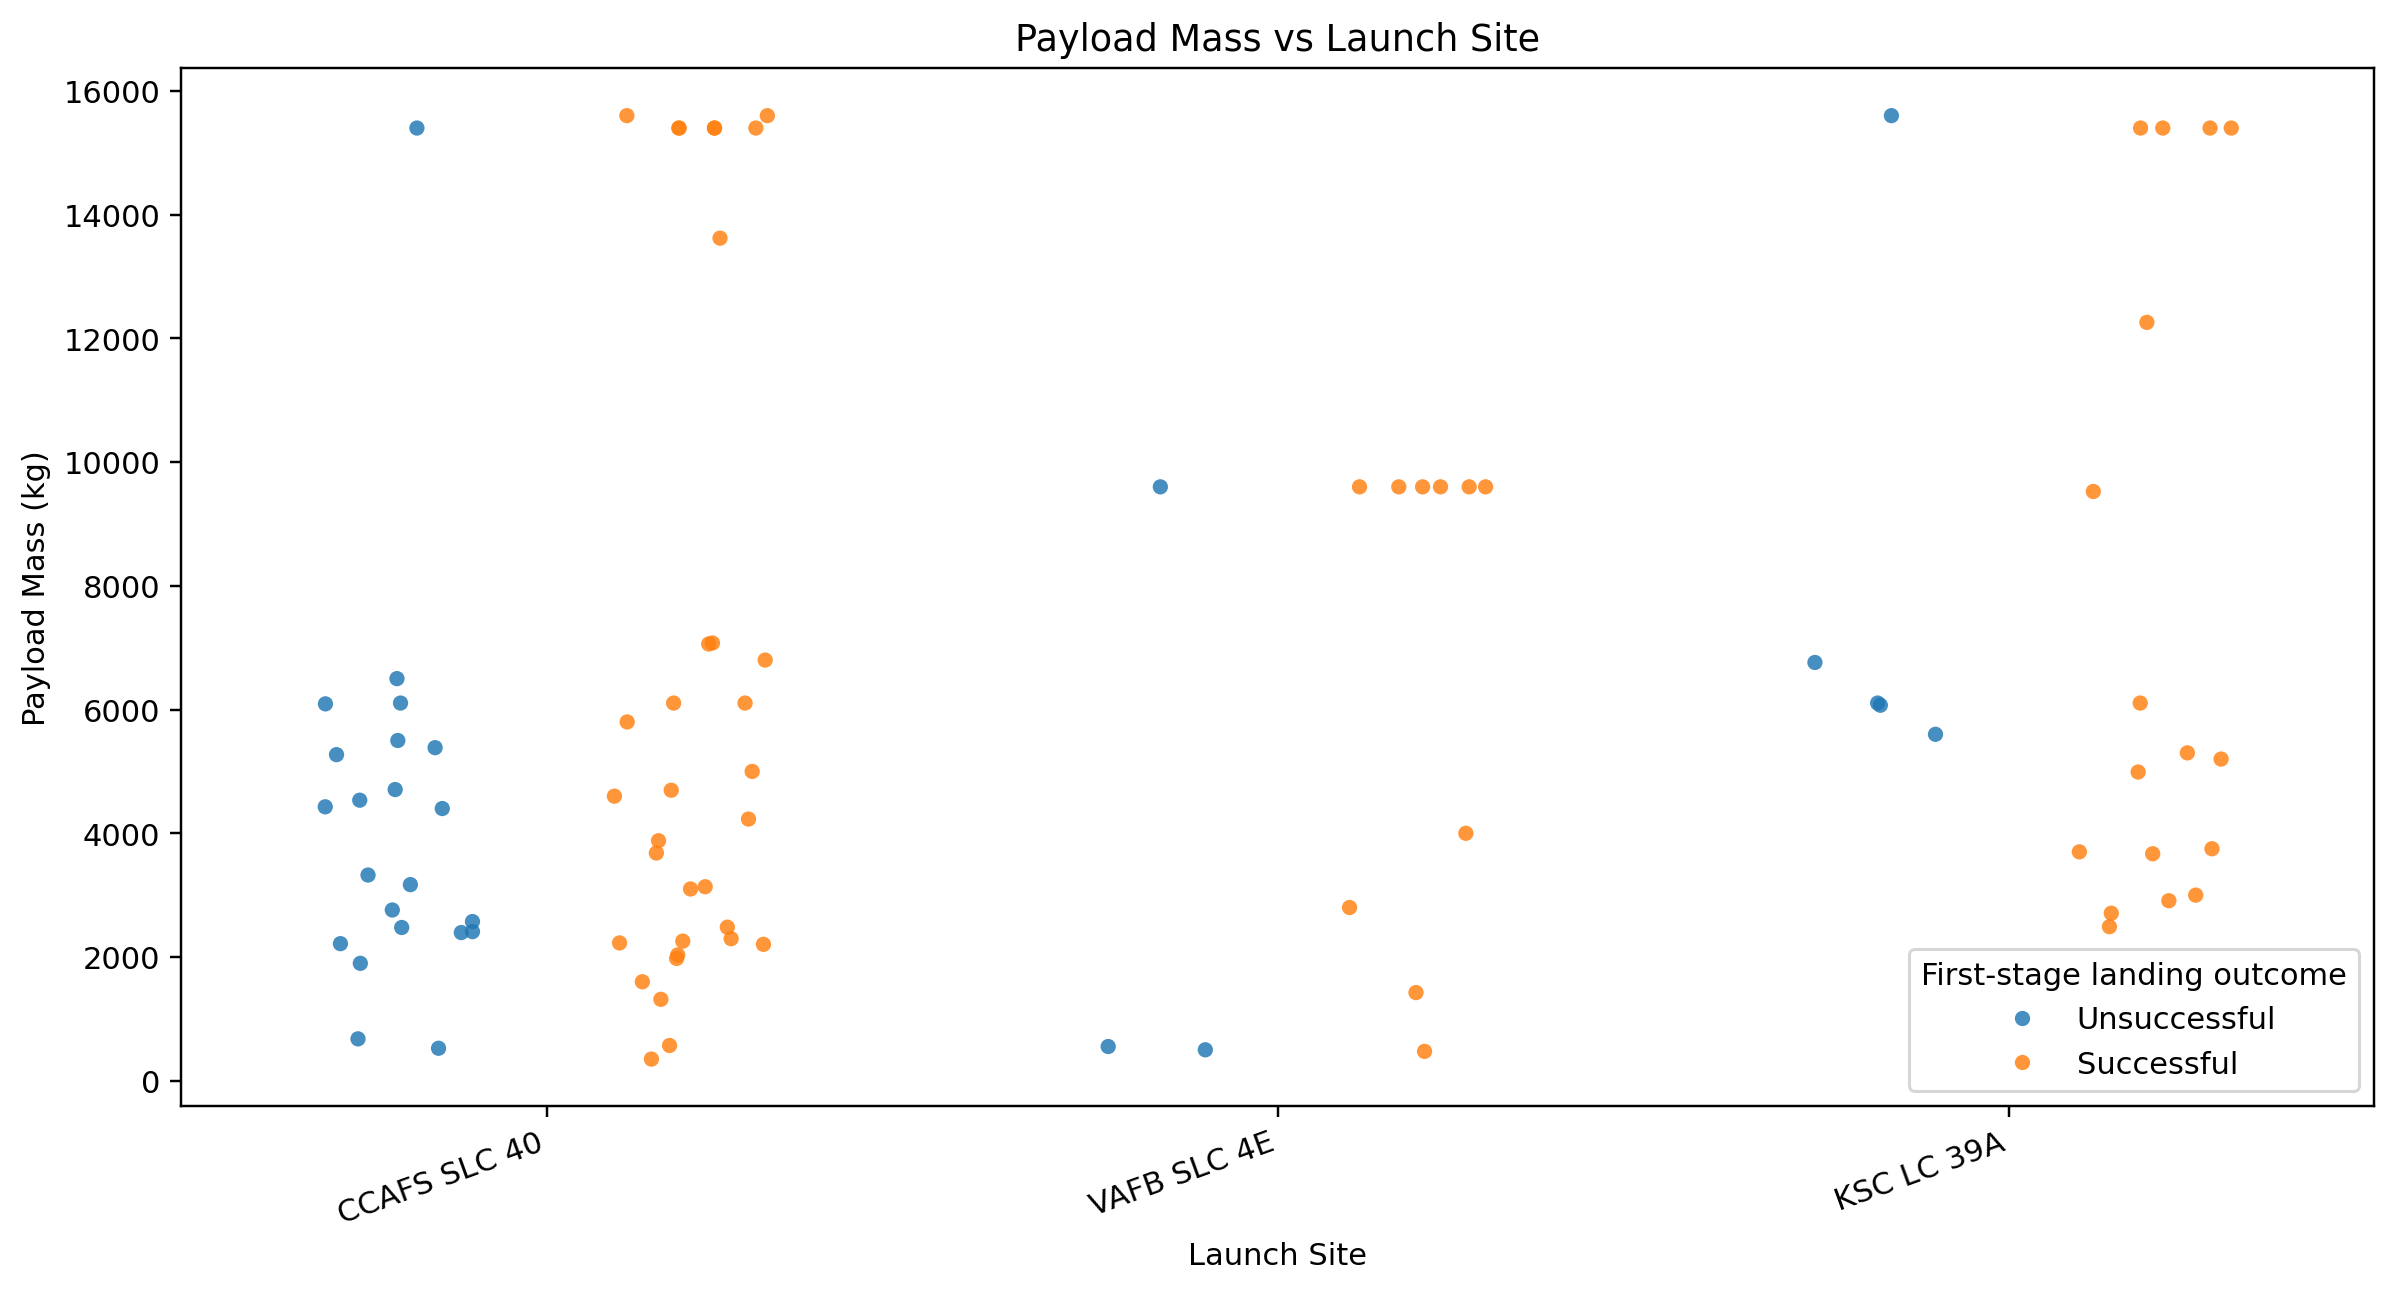 Payload Mass vs Launch Site
Payload Mass (kg)
16000
14000
12000
10000
8000
6000
4000
2000
0
First-stage landing outcome
Unsuccessful
Successful
CCAFS SLC 40
VAFB SLC 4E
KSC LC 39A
Launch Site